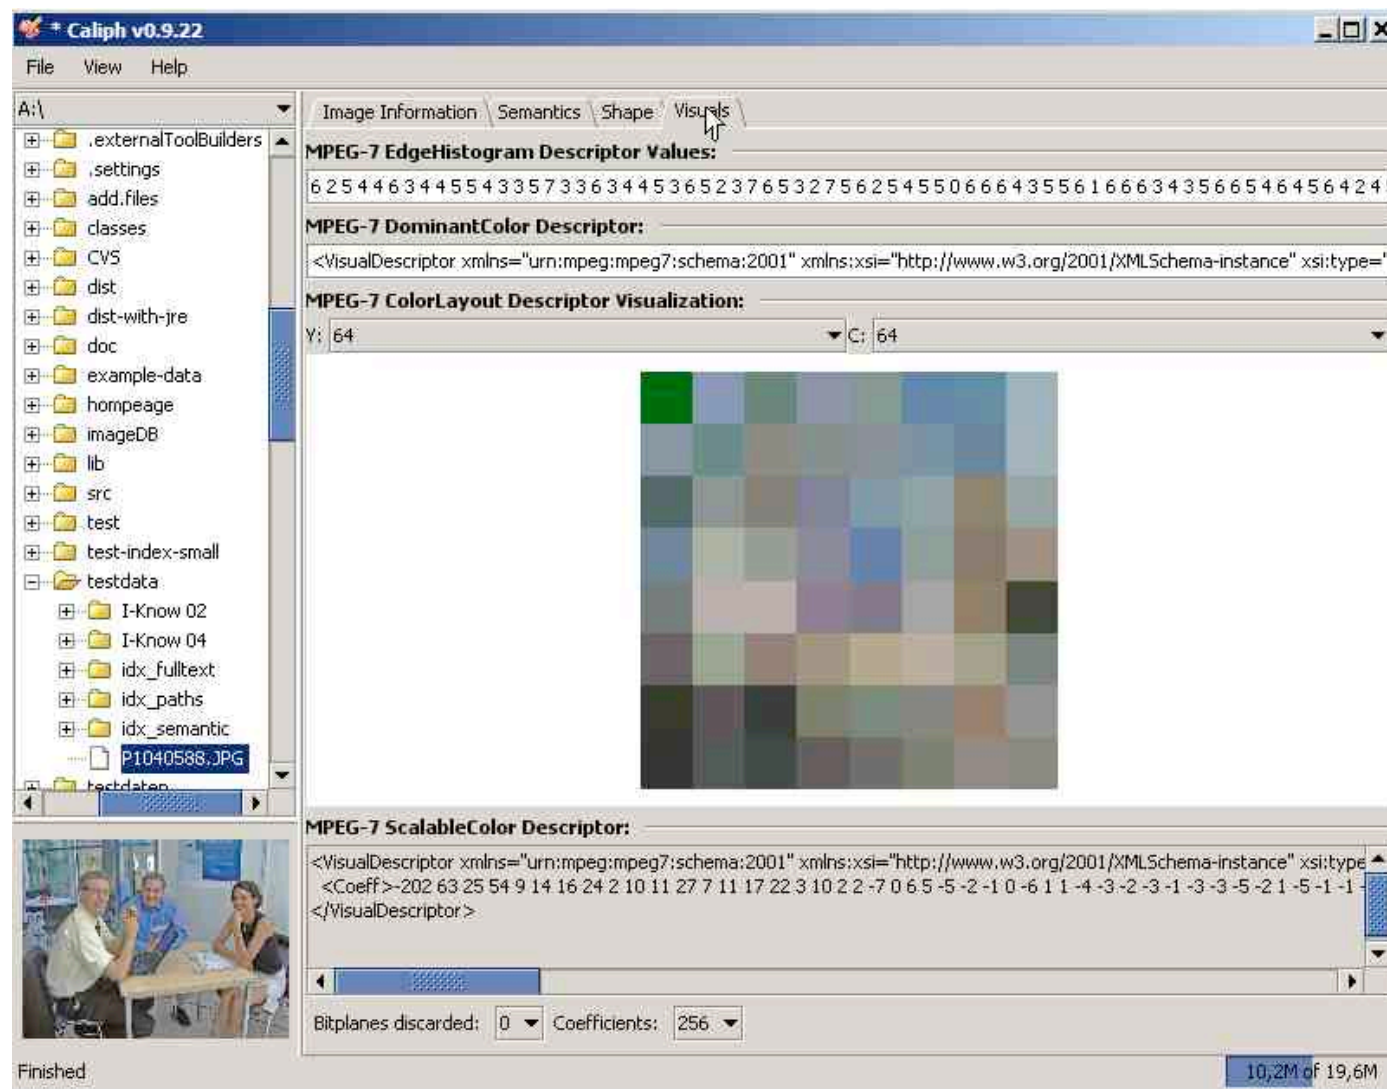 * Caliph v0.9.22
File View Help
A:\
.externalToolBuilders
.settings
add.files
classes
CVS
dist
dist-with-jre
doc
example-data
hompeage
imageDB
lib
src
test
test-index-small
testdata
I-Know 02
I-Know 04
idx_fulltext
idx_paths
idx_semantic
P1040588.JPG
testdaten
Image Information Semantics Shape Visuals
MPEG-7 EdgeHistogram Descriptor Values:
6 2 5 4 4 6 3 4 4 5 5 4 3 3 5 7 3 3 6 3 4 4 5 3 6 5 2 3 7 6 5 3 2 7 5 6 2 5 4 5 5 0 6 6 6 4 3 5 5 6 1 6 6 6 3 4 3 5 6 6 5 4 6 4 5 6 4 2 4
MPEG-7 DominantColor Descriptor:
<VisualDescriptor xmlns="urn:mpeg:mpeg7:schema:2001" xmlns:xsi="http://www.w3.org/2001/XMLSchema-instance" xsi:type="
MPEG-7 ColorLayout Descriptor Visualization:
Y: 64 C: 64
MPEG-7 ScalableColor Descriptor:
<VisualDescriptor xmlns="urn:mpeg:mpeg7:schema:2001" xmlns:xsi="http://www.w3.org/2001/XMLSchema-instance" xsi:type
<Coeff>-202 63 25 54 9 14 16 24 2 10 11 27 7 11 17 22 3 10 2 2 -7 0 6 5 -5 -2 -1 0 -6 1 1 -4 -3 -2 -3 -1 -3 -3 -5 -2 1 -5 -1 -1 -
</VisualDescriptor>
Bitplanes discarded: 0 Coefficients: 256
Finished
10,2M of 19,6M